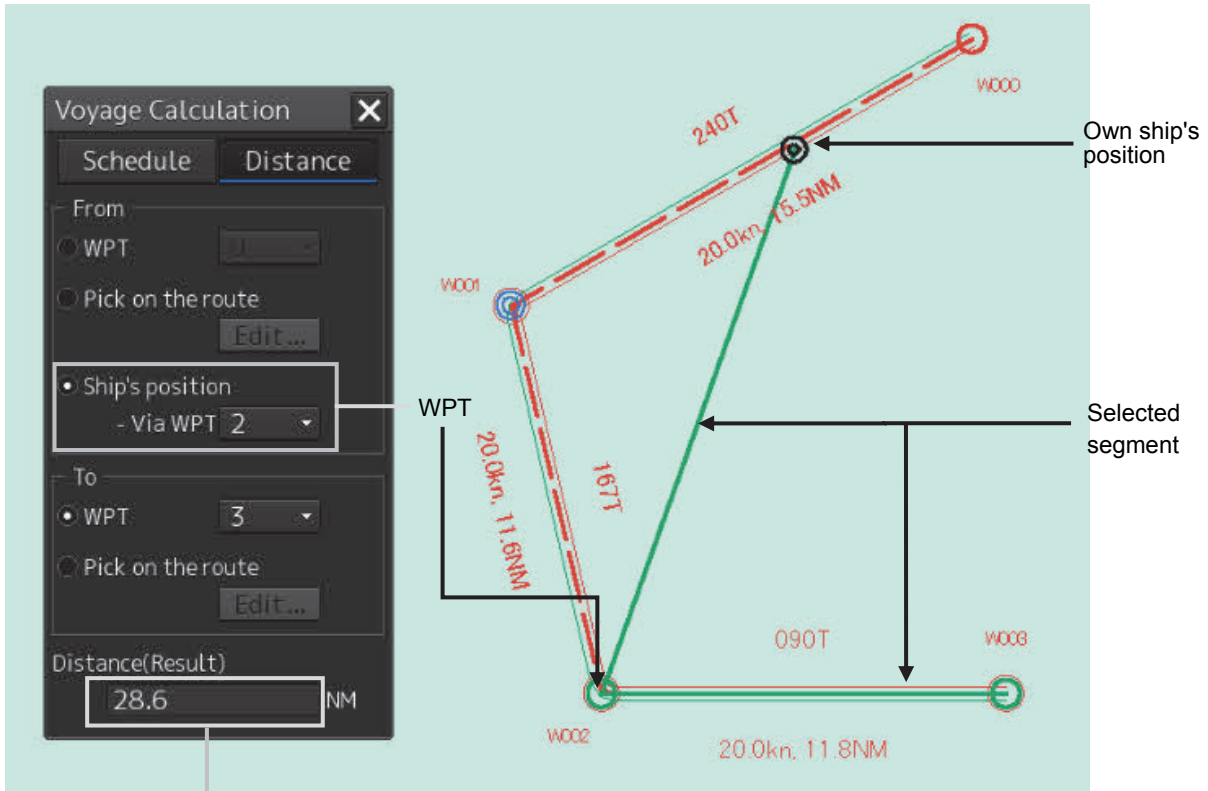 Voyage Calculation
Schedule Distance
From
WPT
Pick on the route
Edit...
Ship's position
- Via WPT 2
To
WPT 3
Pick on the route
Edit...
Distance(Result)
28.6 NM
WPT
W000
240T
Own ship's
position
20.0kn, 15.5NM
W001
20.0kn, 11.6NM
167T
Selected
segment
090T
W003
W002
20.0kn, 11.8NM